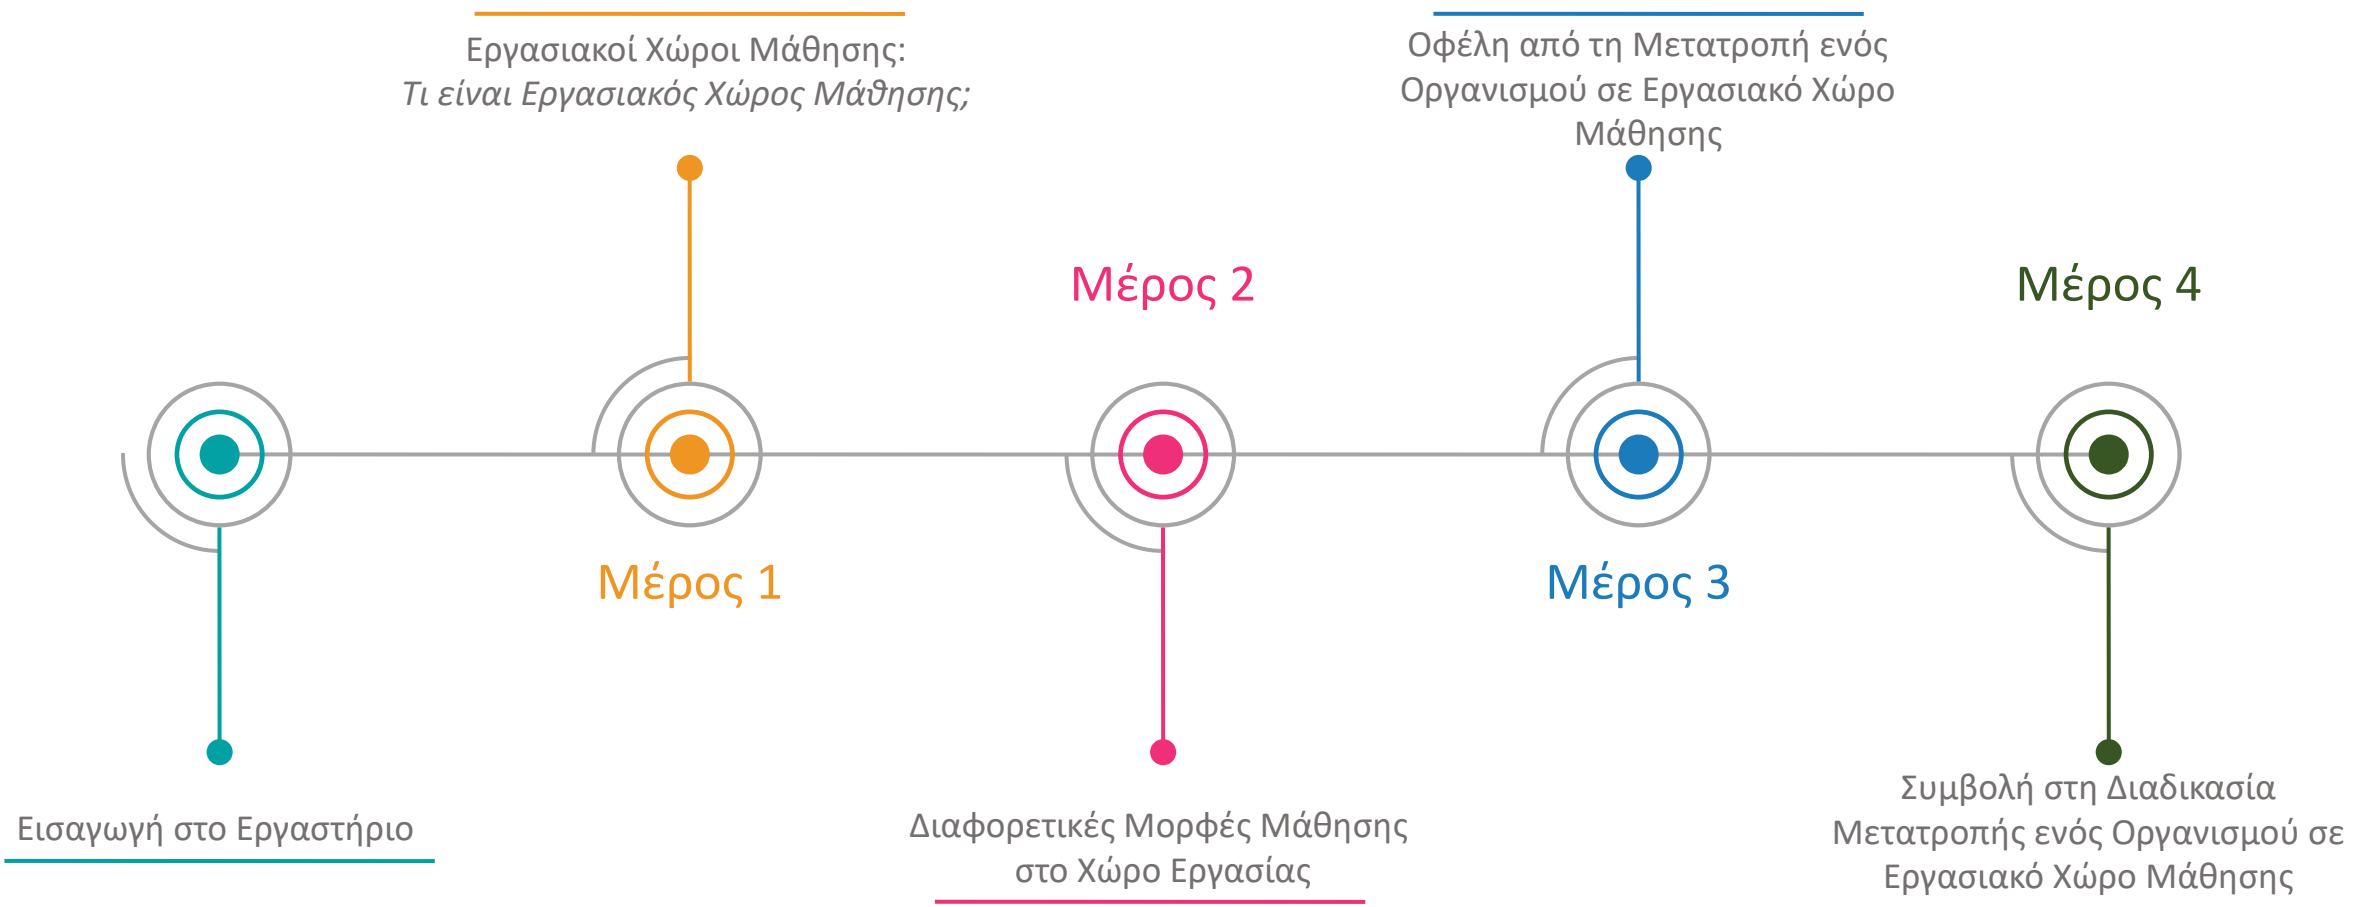 Εργασιακοί Χώροι Μάθησης:
Τι είναι Εργασιακός Χώρος Μάθησης;
Οφέλη από τη Μετατροπή ενός
Οργανισμού σε Εργασιακό Χώρο
Μάθησης
Μέρος 2
Μέρος 4
Μέρος 1
Μέρος 3
Εισαγωγή στο Εργαστήριο
Διαφορετικές Μορφές Μάθησης
στο Χώρο Εργασίας
Συμβολή στη Διαδικασία
Μετατροπής ενός Οργανισμού σε
Εργασιακό Χώρο Μάθησης